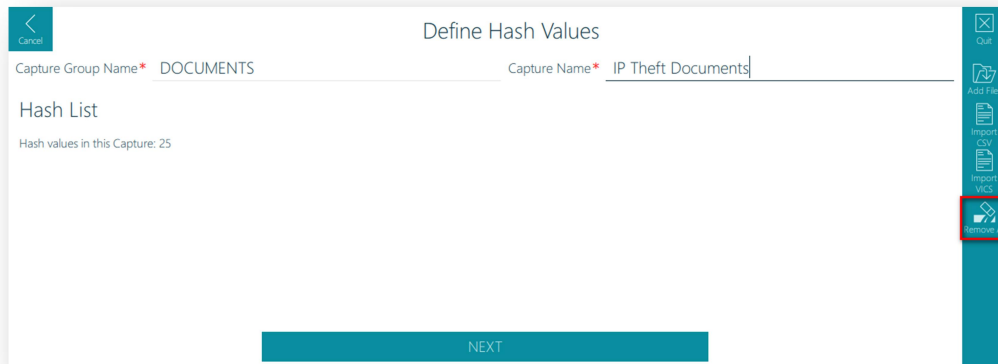 Cancel
Define Hash Values
Quit
Capture Group Name* DOCUMENTS
Capture Name* IP Theft Documents
Add File
Hash List
Import
CSV
Hash values in this Capture: 25
Import
VICS
Remove
NEXT